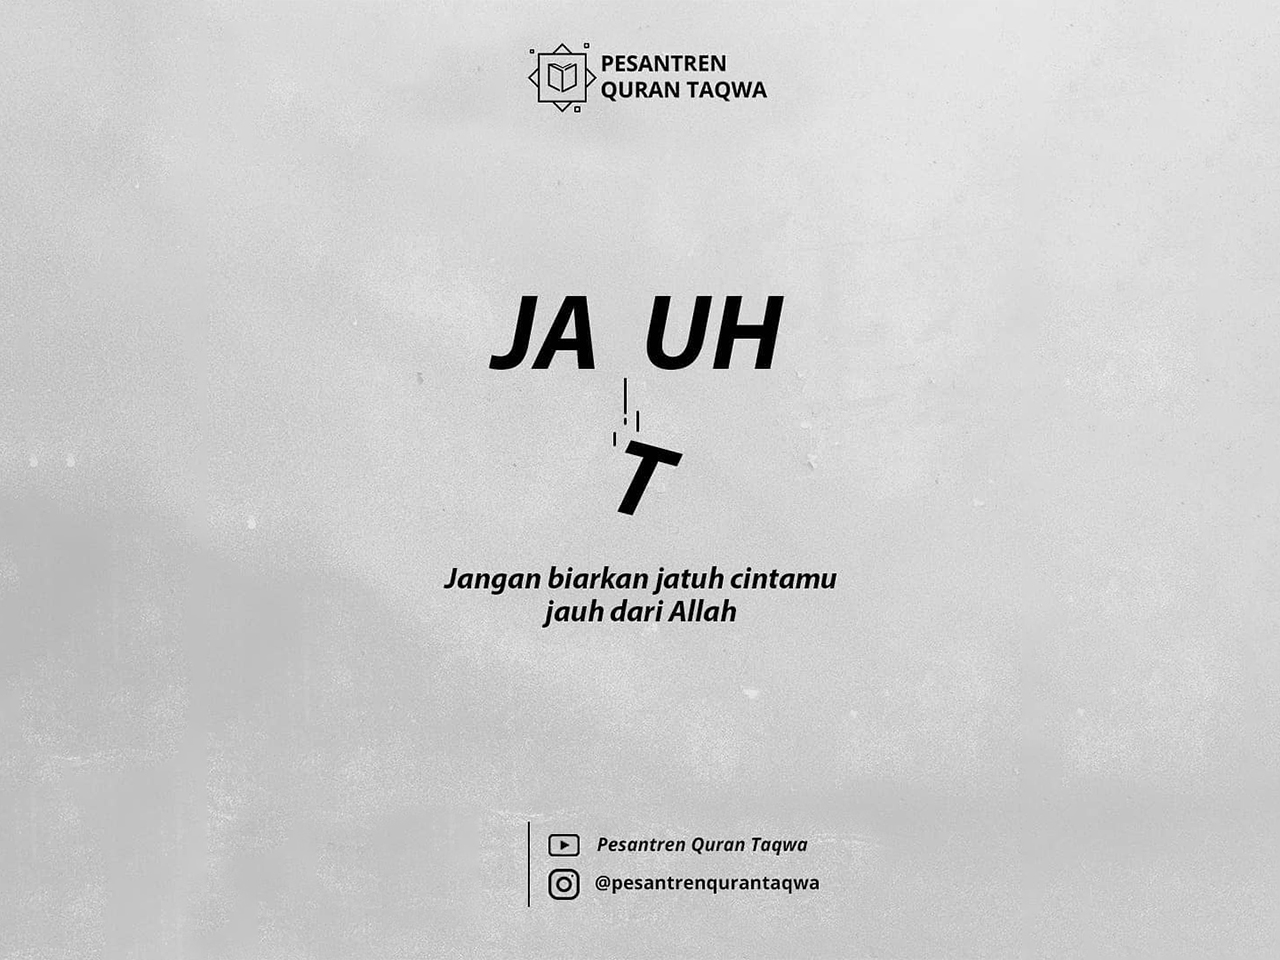 PESANTREN
QURAN TAQWA
JA UH
T
Jangan biarkan jatuh cintamu
jauh dari Allah
Pesantren Quran Taqwa
@pesantrenqurantaqwa